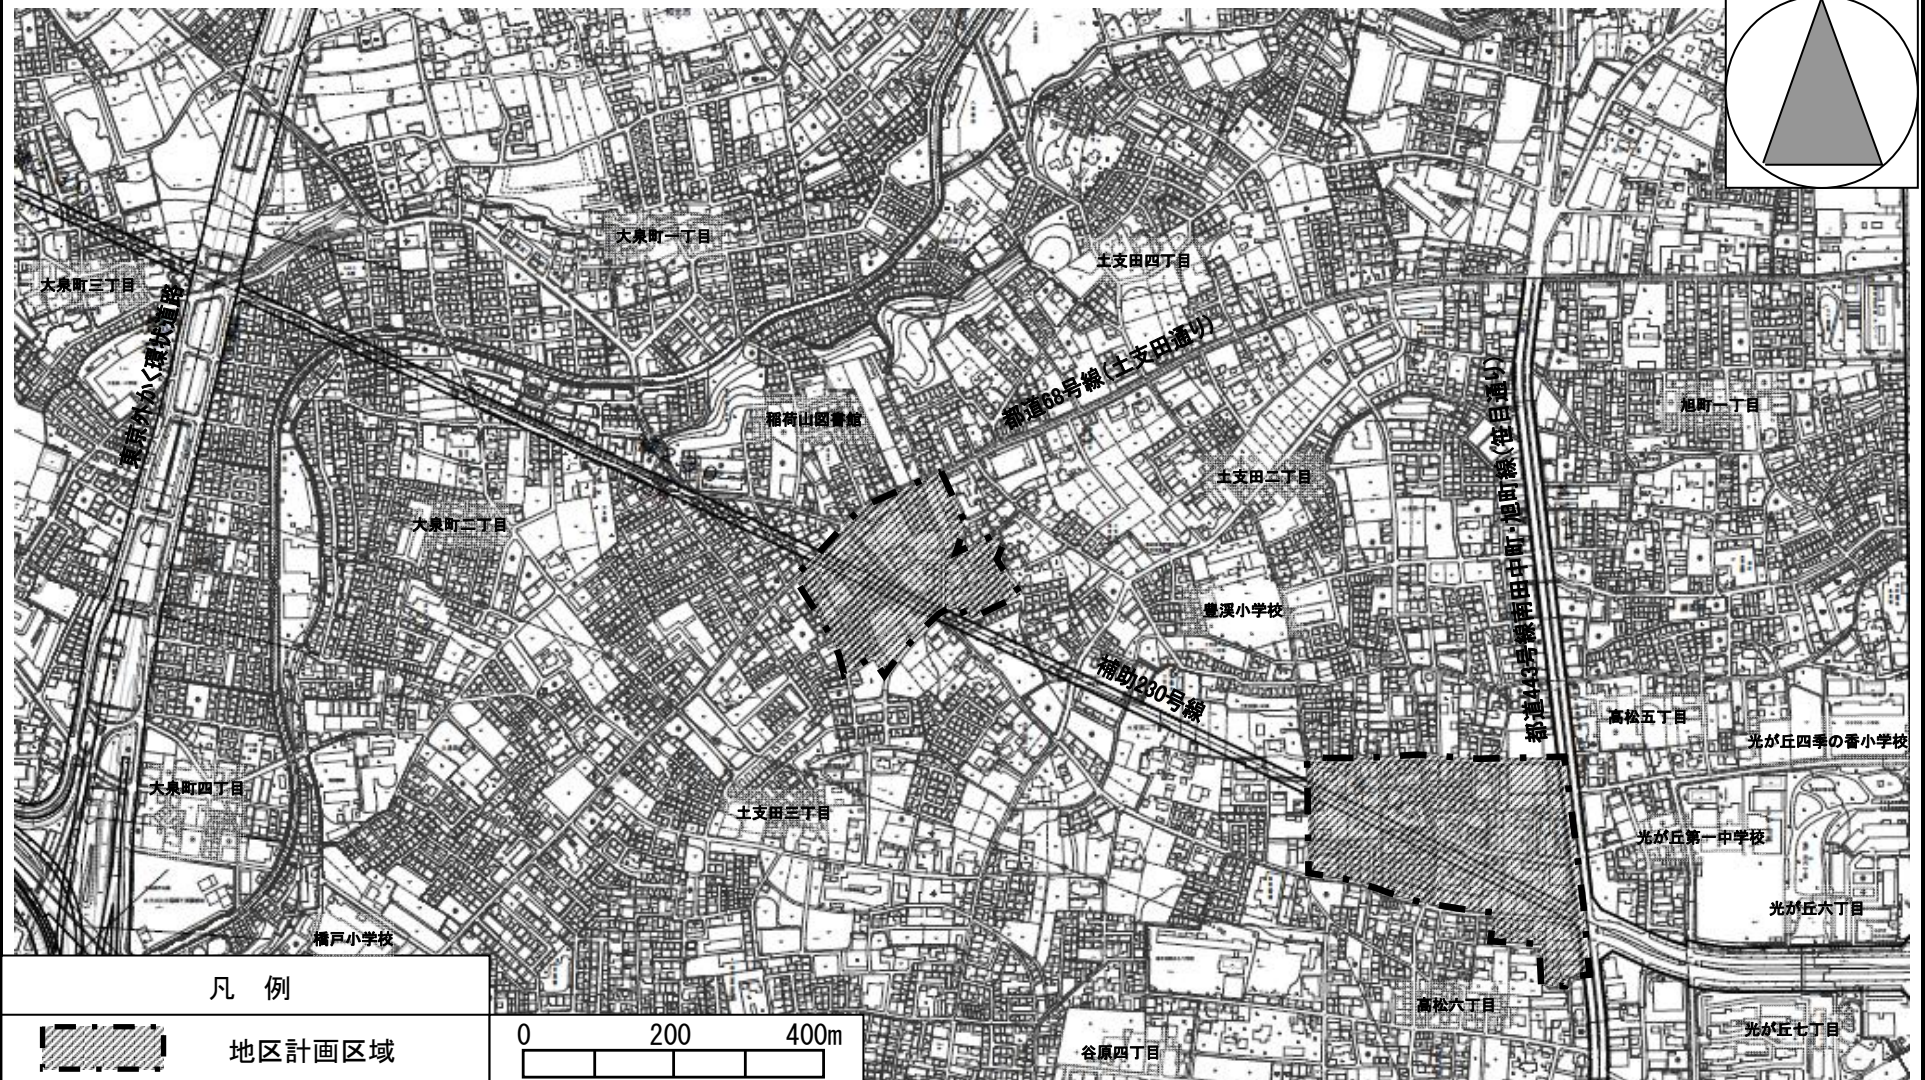 大泉町一丁目
土支田四丁目
大泉町三丁目
東京外かく環状道路
都道68号線(土支田通り)
稲荷山図書館
旭町一丁目
土支田二丁目
大泉町二丁目
都道443号線南田中町・旭町線(笹目通り)
豊渓小学校
補助230号線
高松五丁目
光が丘四季の香小学校
大泉町四丁目
土支田三丁目
光が丘第一中学校
光が丘六丁目
橋戸小学校
高松六丁目
光が丘七丁目
谷原四丁目
凡 例
地区計画区域
0 200 400m